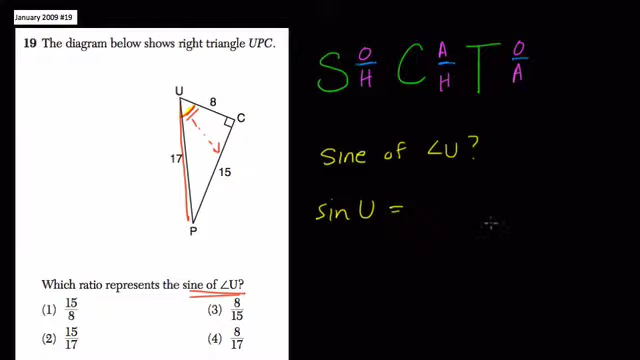 January 2009 #19
19 The diagram below shows right triangle UPC.
U
8
C
17
15
P
Which ratio represents the sine of ∠U?
(1) 15/8
(2) 15/17
(3) 8/15
(4) 8/17
S O/H C A/H T O/A
sine of ∠U?
sin U =